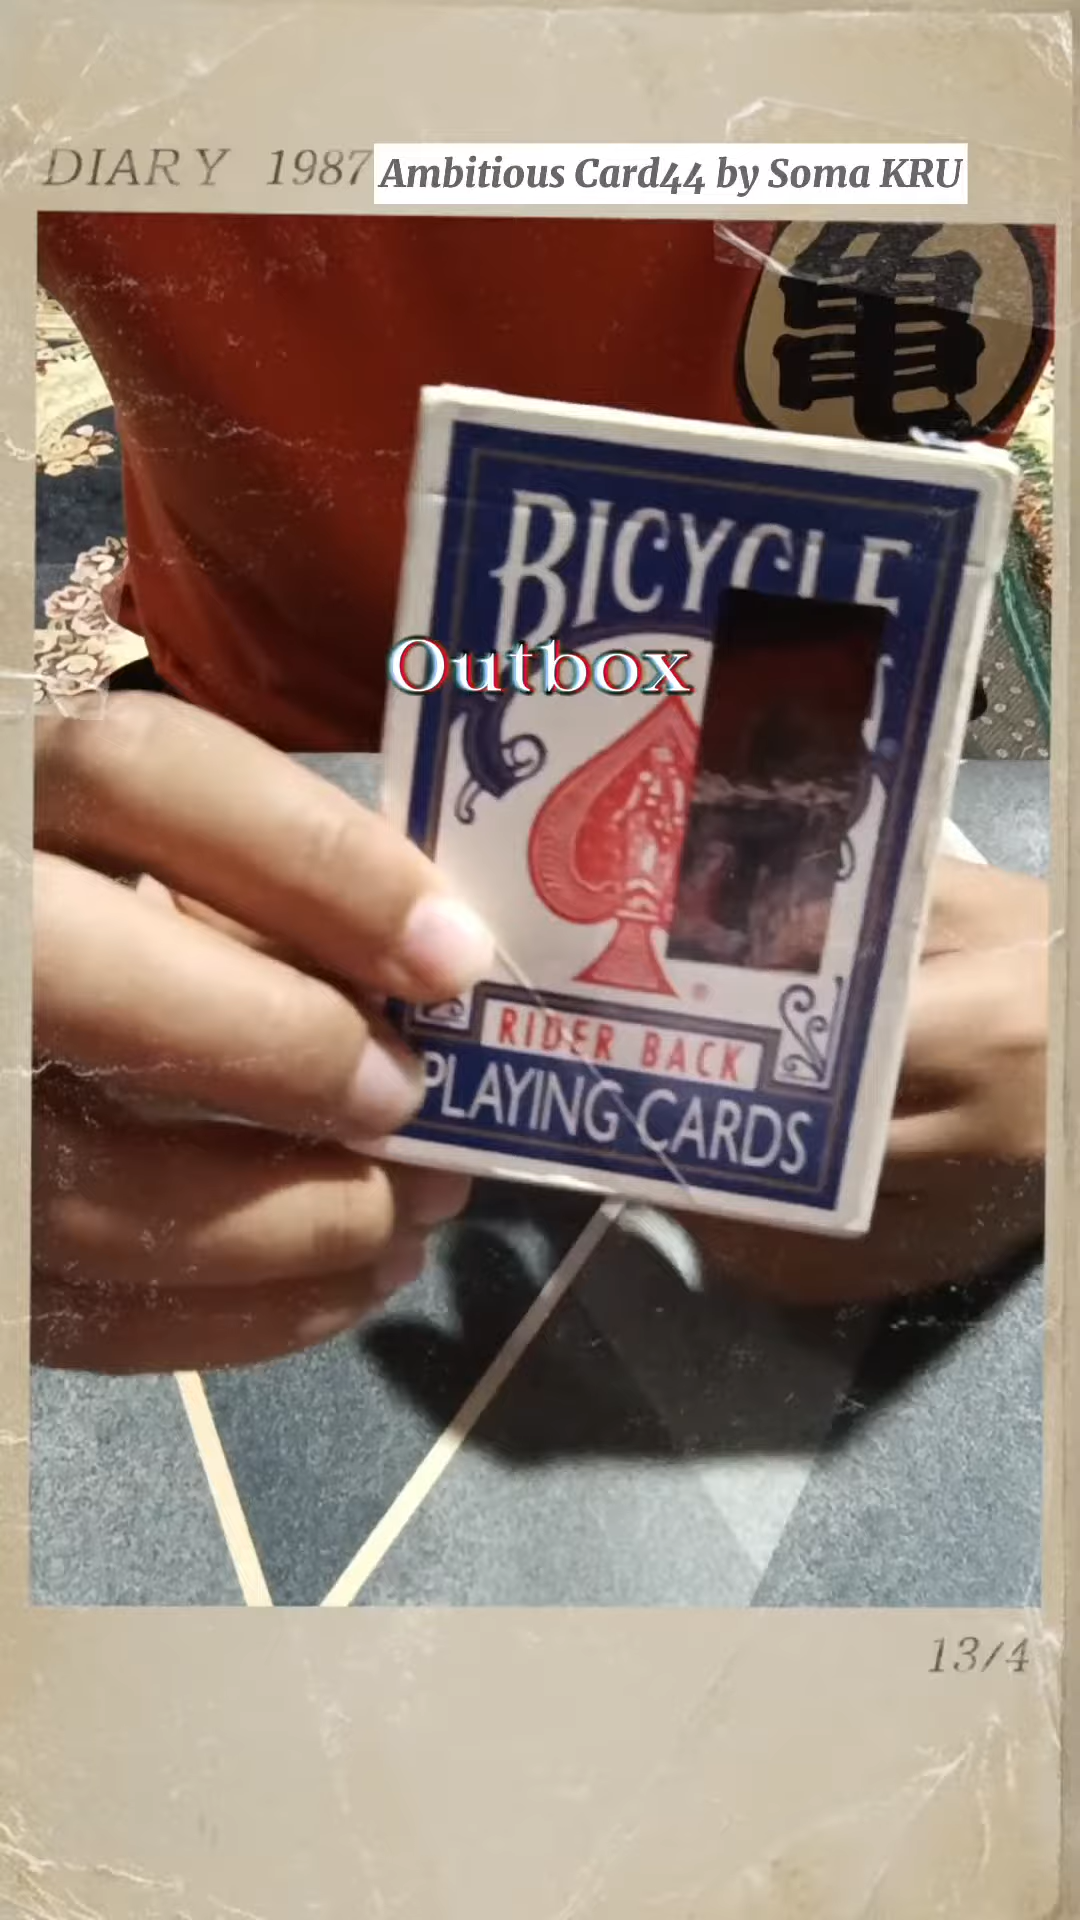 DIARY 1987 Ambitious Card44 by Soma KRU
亀
BICYCLE
Outbox
®
RIDER BACK
PLAYING CARDS
13/4